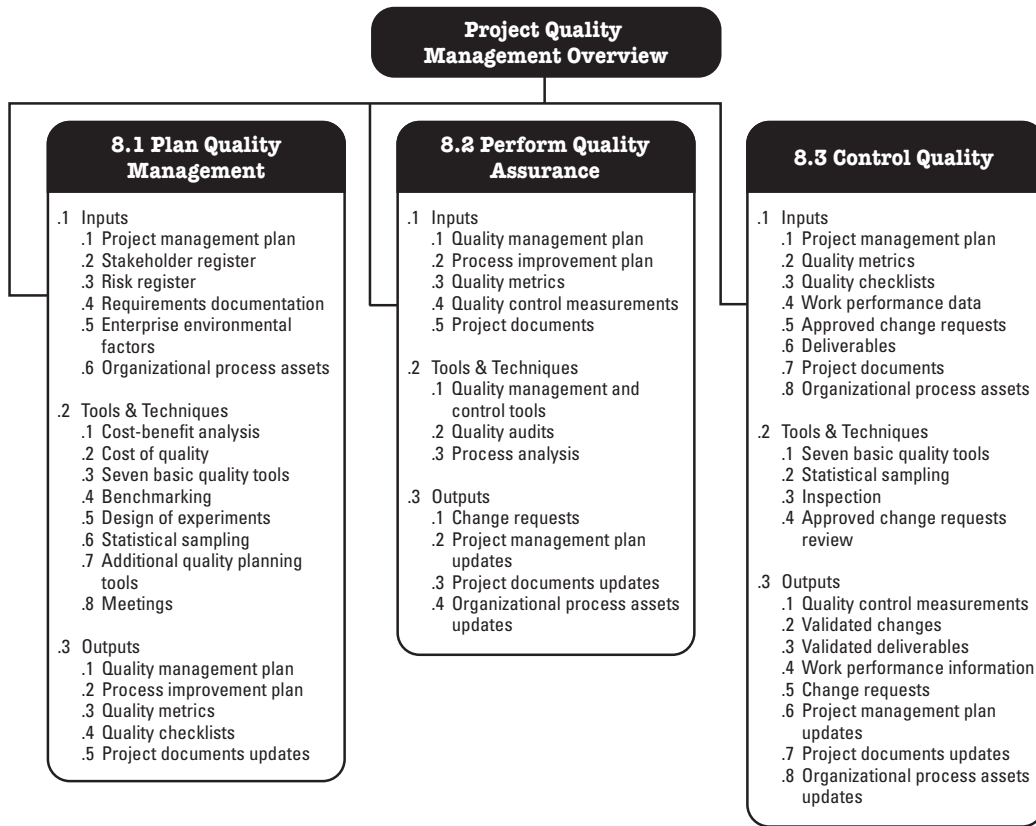 Project Quality
Management Overview
8.1 Plan Quality
Management
.1 Inputs
.1 Project management plan
.2 Stakeholder register
.3 Risk register
.4 Requirements documentation
.5 Enterprise environmental
factors
.6 Organizational process assets
.2 Tools & Techniques
.1 Cost-benefit analysis
.2 Cost of quality
.3 Seven basic quality tools
.4 Benchmarking
.5 Design of experiments
.6 Statistical sampling
.7 Additional quality planning
tools
.8 Meetings
.3 Outputs
.1 Quality management plan
.2 Process improvement plan
.3 Quality metrics
.4 Quality checklists
.5 Project documents updates
8.2 Perform Quality
Assurance
.1 Inputs
.1 Quality management plan
.2 Process improvement plan
.3 Quality metrics
.4 Quality control measurements
.5 Project documents
.2 Tools & Techniques
.1 Quality management and
control tools
.2 Quality audits
.3 Process analysis
.3 Outputs
.1 Change requests
.2 Project management plan
updates
.3 Project documents updates
.4 Organizational process assets
updates
8.3 Control Quality
.1 Inputs
.1 Project management plan
.2 Quality metrics
.3 Quality checklists
.4 Work performance data
.5 Approved change requests
.6 Deliverables
.7 Project documents
.8 Organizational process assets
.2 Tools & Techniques
.1 Seven basic quality tools
.2 Statistical sampling
.3 Inspection
.4 Approved change requests
review
.3 Outputs
.1 Quality control measurements
.2 Validated changes
.3 Validated deliverables
.4 Work performance information
.5 Change requests
.6 Project management plan
updates
.7 Project documents updates
.8 Organizational process assets
updates